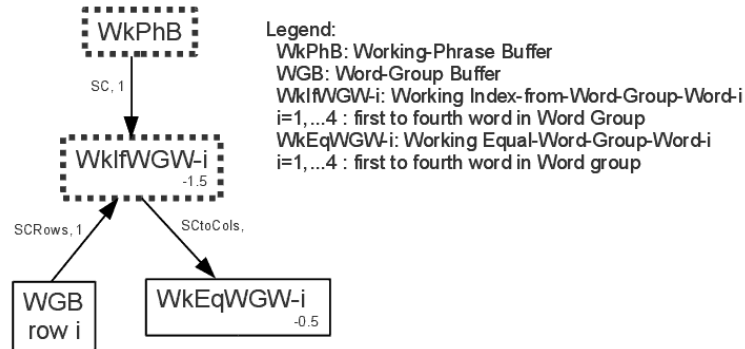 WkPhB
SC, 1
WkIfWGW-i
-1.5
SCRows, 1
SCtoCols,
WGB
row i
WkEqWGW-i
-0.5
Legend:
WkPhB: Working-Phrase Buffer
WGB: Word-Group Buffer
WkIfWGW-i: Working Index-from-Word-Group-Word-i
i=1,...4 : first to fourth word in Word Group
WkEqWGW-i: Working Equal-Word-Group-Word-i
i=1,...4 : first to fourth word in Word group